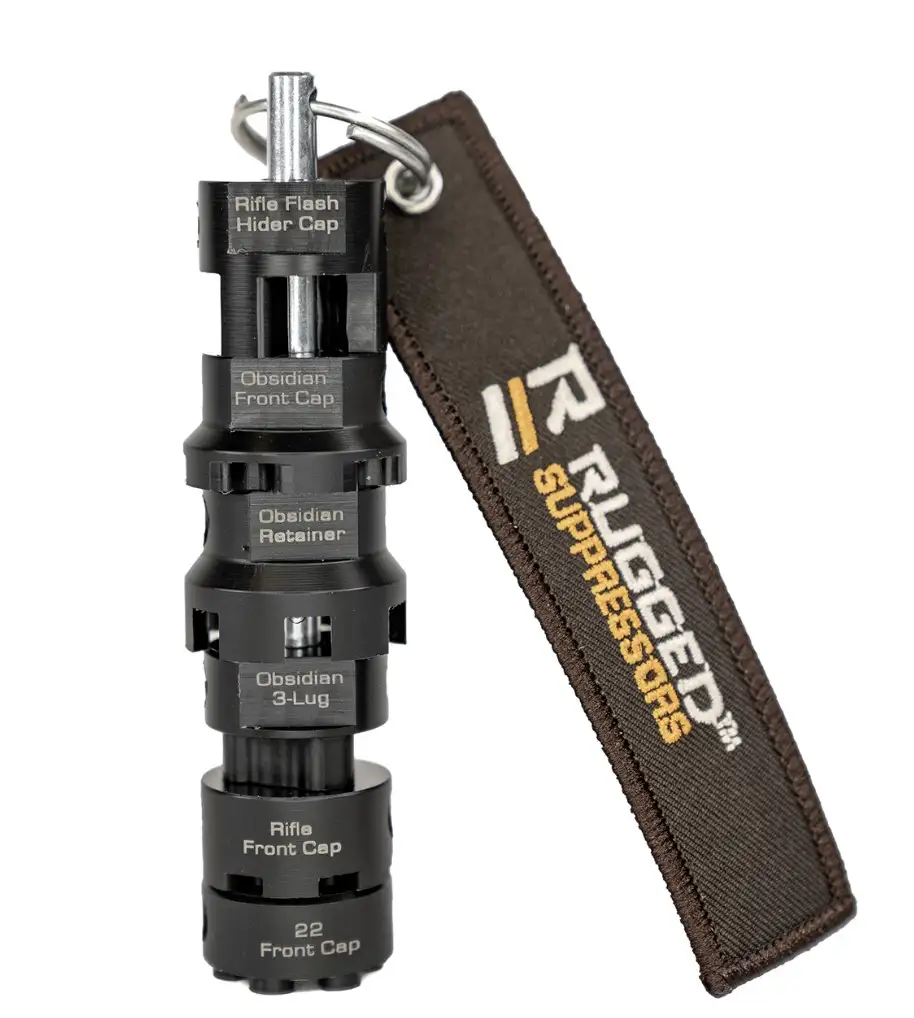 Rifle Flash
Hider Cap
Obsidian
Front Cap
Obsidian
Retainer
Obsidian
3-Lug
Rifle
Front Cap
22
Front Cap
R
RUGGED™
SUPPRESSORS